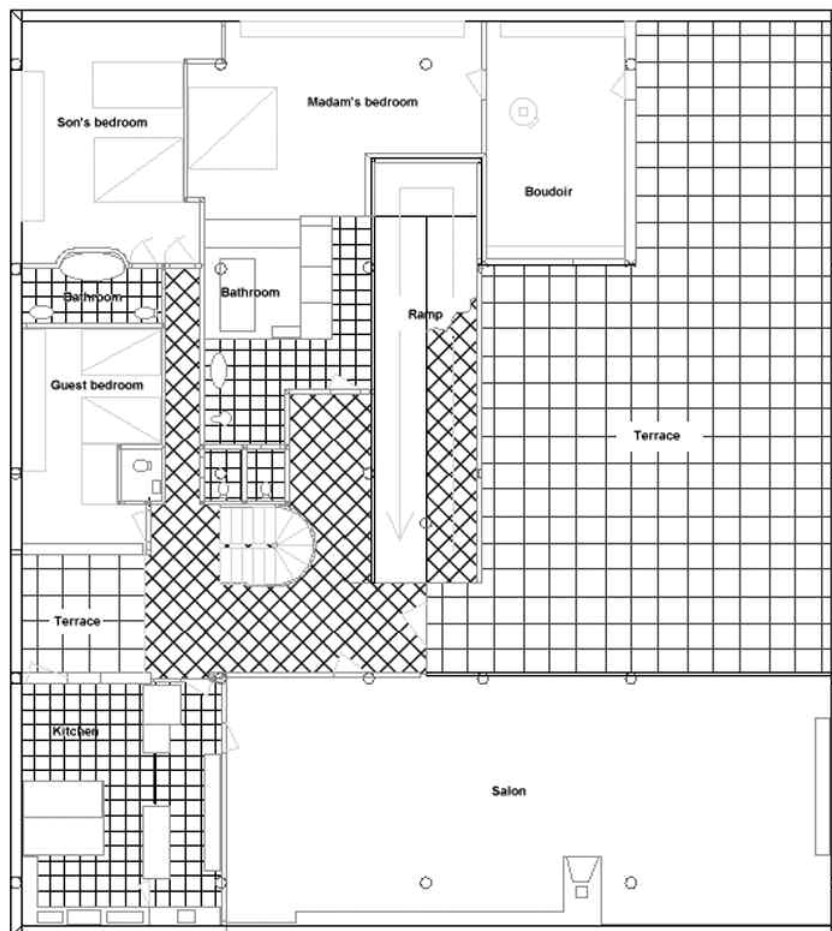 Madam's bedroom
Son's bedroom
Boudoir
Bathroom
Bathroom
Ramp
Guest bedroom
Terrace
Terrace
Kitchen
Salon